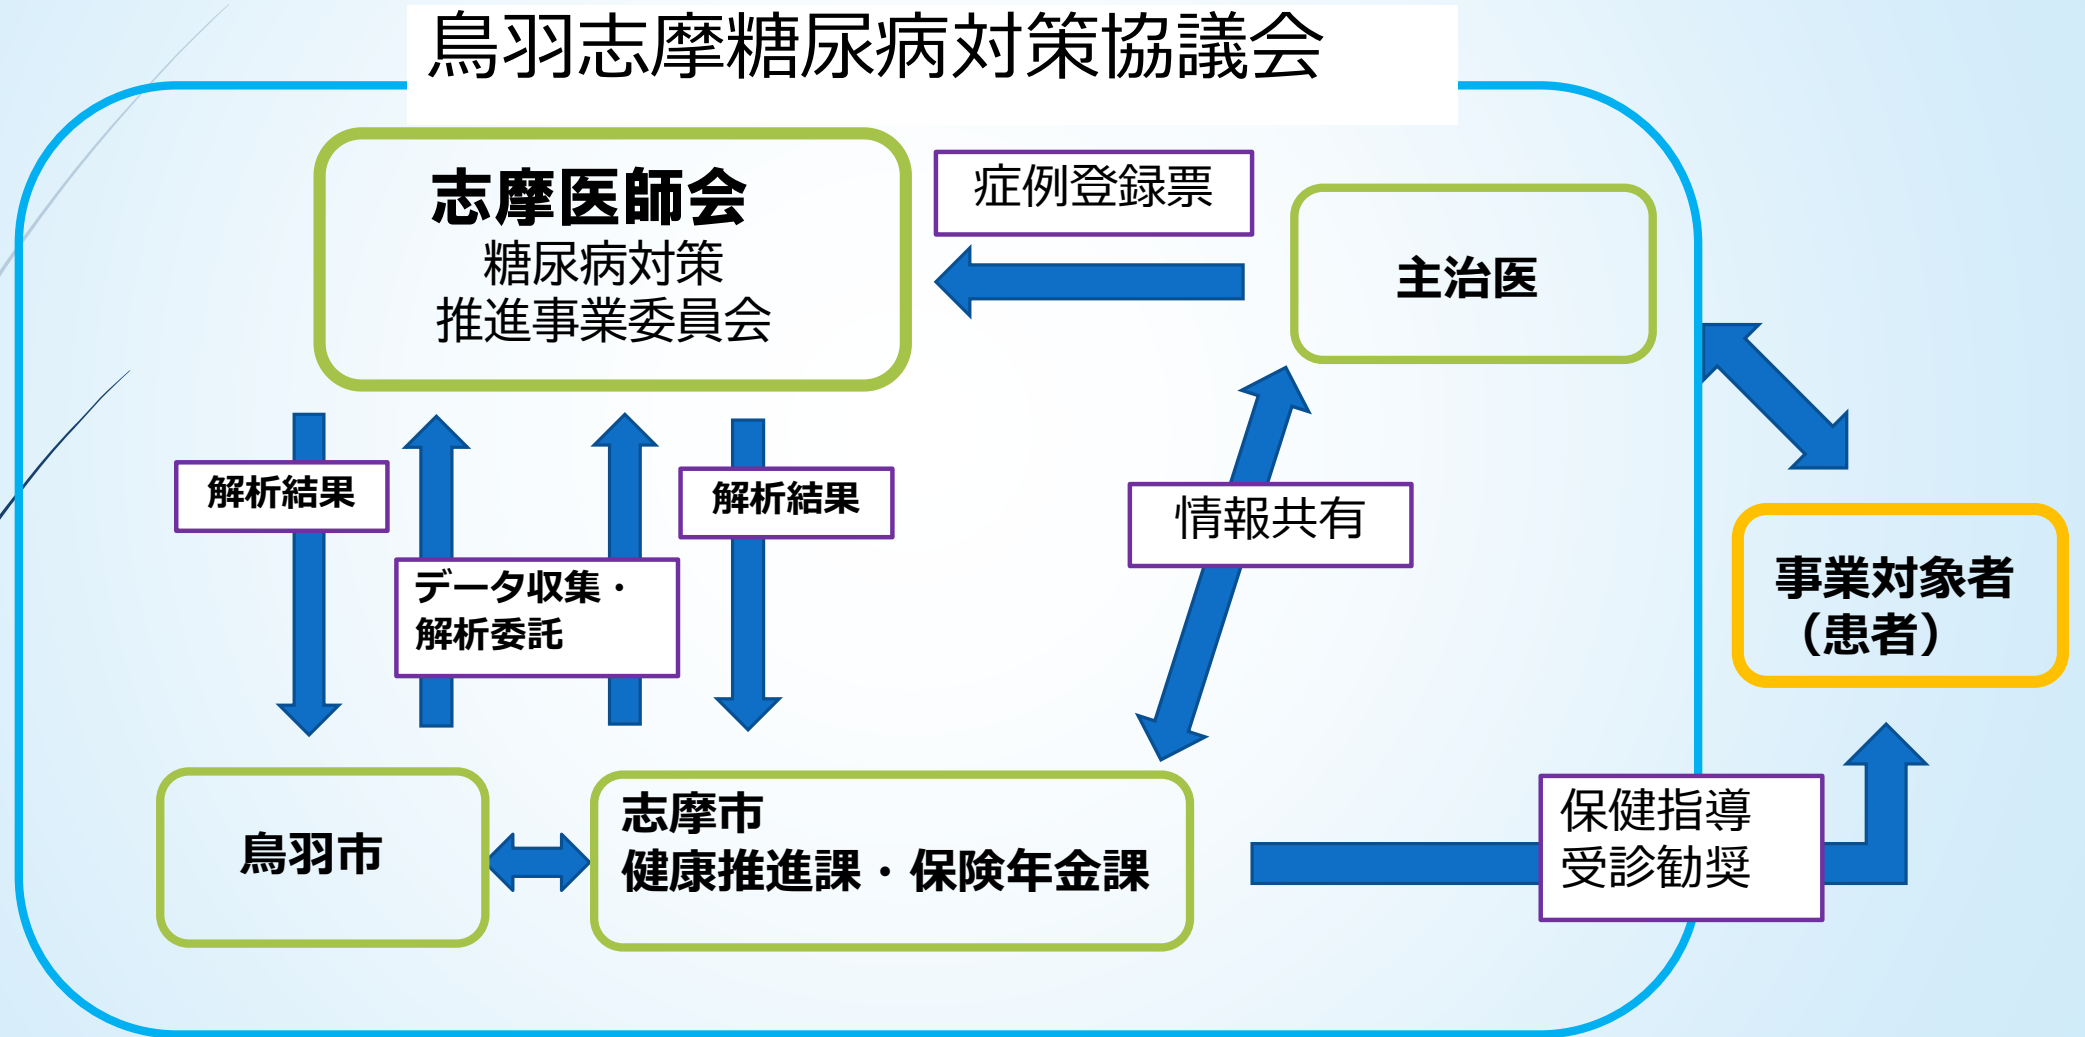 鳥羽志摩糖尿病対策協議会
志摩医師会
糖尿病対策
推進事業委員会
症例登録票
主治医
解析結果
データ収集・
解析委託
解析結果
情報共有
事業対象者
（患者）
鳥羽市
志摩市
健康推進課・保険年金課
保健指導
受診勧奨